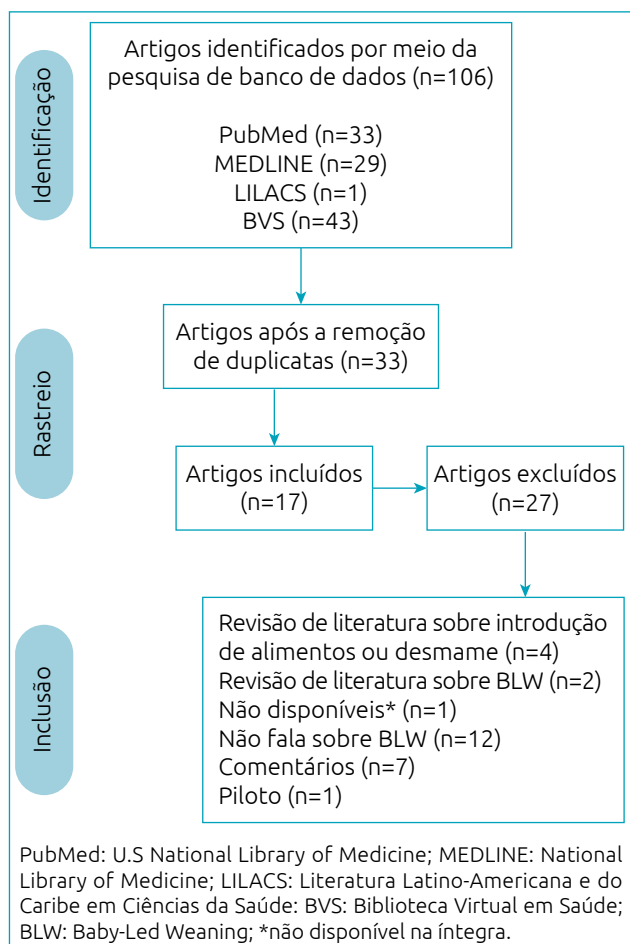 Identificação
Artigos identificados por meio da
pesquisa de banco de dados (n=106)
PubMed (n=33)
MEDLINE (n=29)
LILACS (n=1)
BVS (n=43)
Rastreio
Artigos após a remoção
de duplicatas (n=33)
Artigos incluídos
(n=17)
Artigos excluídos
(n=27)
Inclusão
Revisão de literatura sobre introdução
de alimentos ou desmame (n=4)
Revisão de literatura sobre BLW (n=2)
Não disponíveis* (n=1)
Não fala sobre BLW (n=12)
Comentários (n=7)
Piloto (n=1)
PubMed: U.S National Library of Medicine; MEDLINE: National
Library of Medicine; LILACS: Literatura Latino-Americana e do
Caribe em Ciências da Saúde: BVS: Biblioteca Virtual em Saúde;
BLW: Baby-Led Weaning; *não disponível na íntegra.